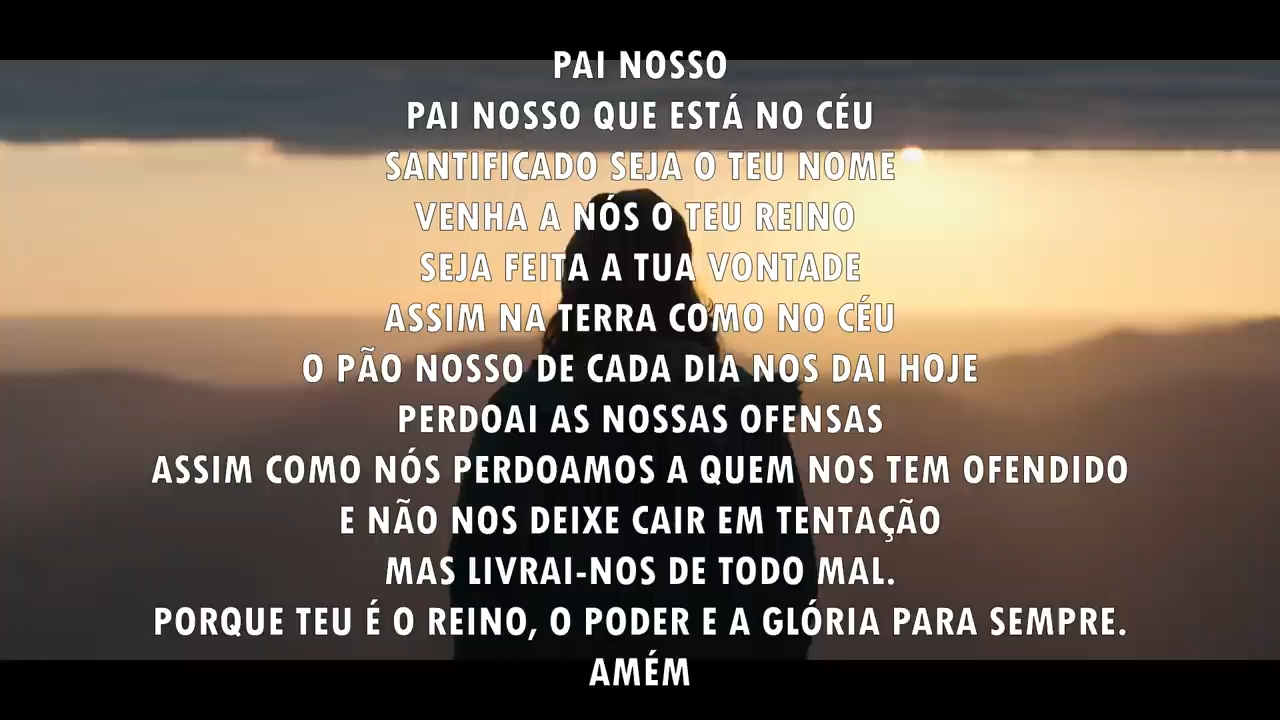 PAI NOSSO
PAI NOSSO QUE ESTÁ NO CÉU
SANTIFICADO SEJA O TEU NOME
VENHA A NÓS O TEU REINO
SEJA FEITA A TUA VONTADE
ASSIM NA TERRA COMO NO CÉU
O PÃO NOSSO DE CADA DIA NOS DAI HOJE
PERDOAI AS NOSSAS OFENSAS
ASSIM COMO NÓS PERDOAMOS A QUEM NOS TEM OFENDIDO
E NÃO NOS DEIXE CAIR EM TENTAÇÃO
MAS LIVRAI-NOS DE TODO MAL.
PORQUE TEU É O REINO, O PODER E A GLÓRIA PARA SEMPRE.
AMÉM